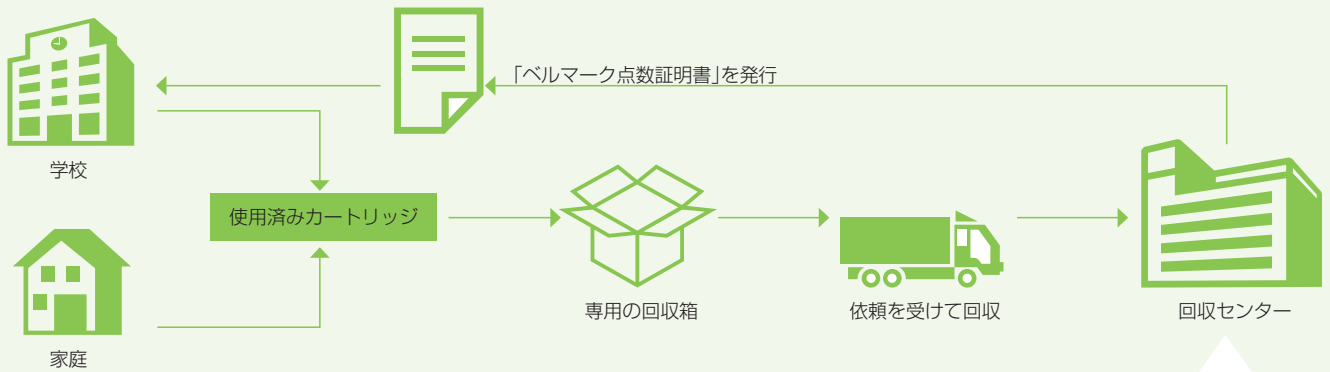 「ベルマーク点数証明書」を発行
学校
使用済みカートリッジ
専用の回収箱
依頼を受けて回収
回収センター
家庭